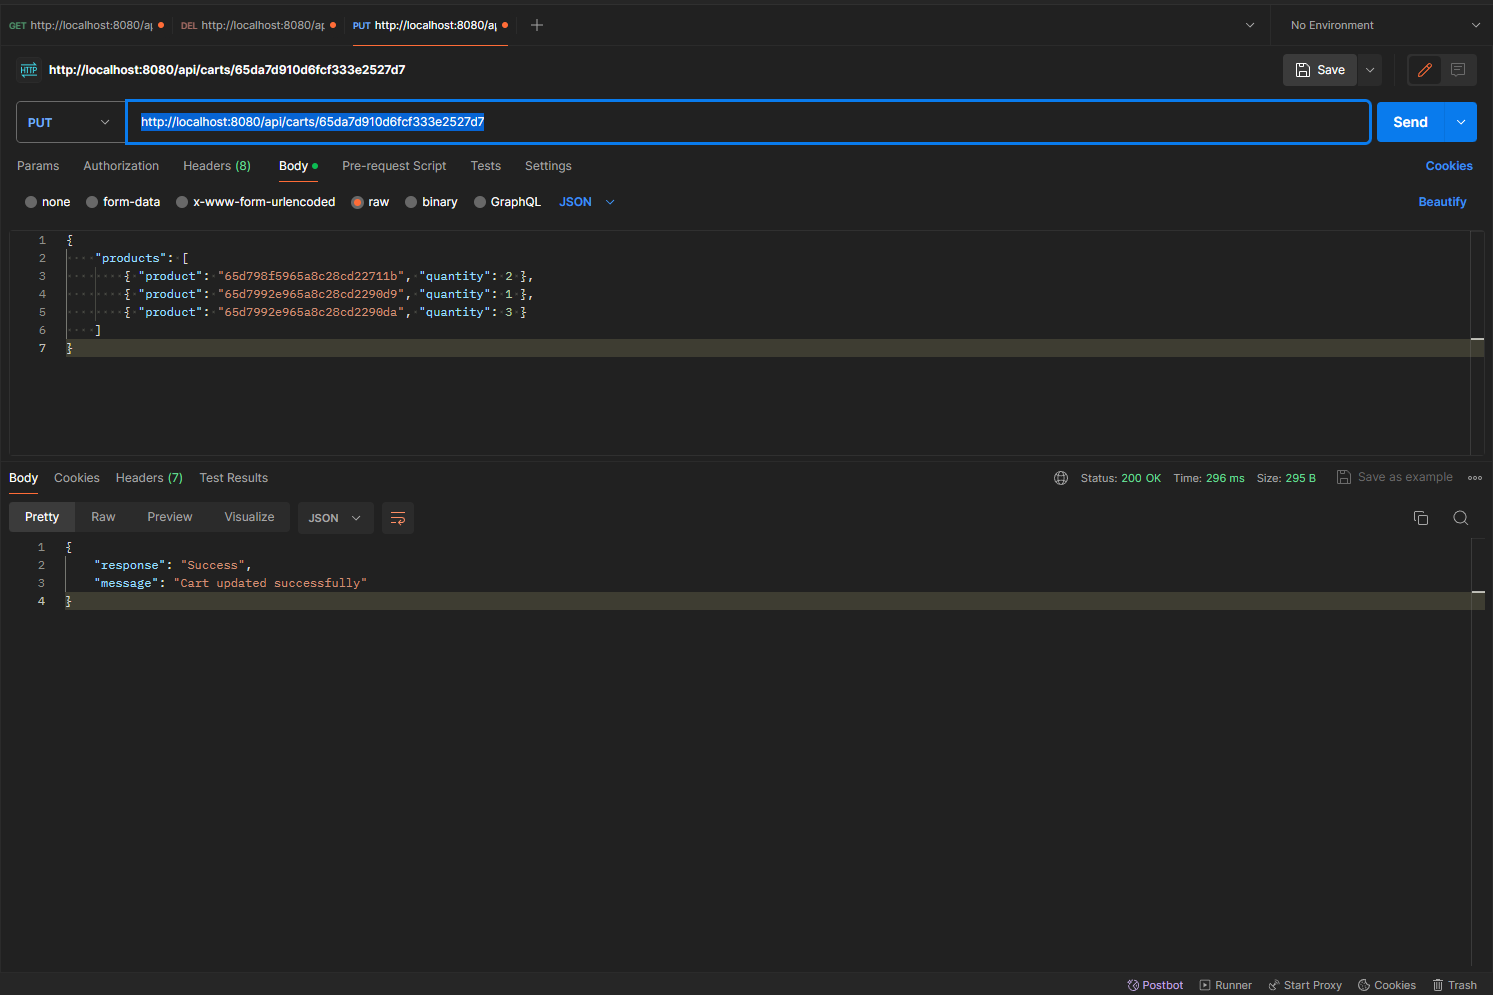 GET http://localhost:8080/ap DEL http://localhost:8080/ap PUT http://localhost:8080/ap No Environment
HTTP http://localhost:8080/api/carts/65da7d910d6fcf333e2527d7 Save
PUT http://localhost:8080/api/carts/65da7d910d6fcf333e2527d7 Send
Params Authorization Headers (8) Body Pre-request Script Tests Settings Cookies
none form-data x-www-form-urlencoded raw binary GraphQL JSON Beautify
1 {
2 "products": [
3 { "product": "65d798f5965a8c28cd22711b", "quantity": 2 },
4 { "product": "65d7992e965a8c28cd2290d9", "quantity": 1 },
5 { "product": "65d7992e965a8c28cd2290da", "quantity": 3 }
6 ]
7 }
Body Cookies Headers (7) Test Results Status: 200 OK Time: 296 ms Size: 295 B Save as example
Pretty Raw Preview Visualize JSON
1 {
2 "response": "Success",
3 "message": "Cart updated successfully"
4 }
Postbot Runner Start Proxy Cookies Trash